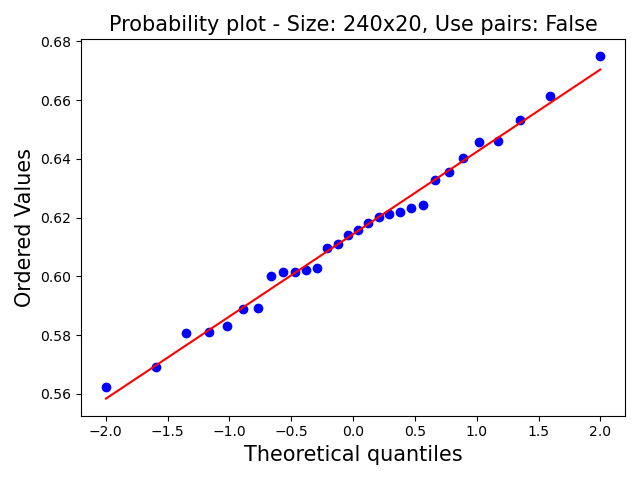 Probability plot - Size: 240x20, Use pairs: False
Ordered Values
0.68
0.66
0.64
0.62
0.60
0.58
0.56
−2.0 −1.5 −1.0 −0.5 0.0 0.5 1.0 1.5 2.0
Theoretical quantiles